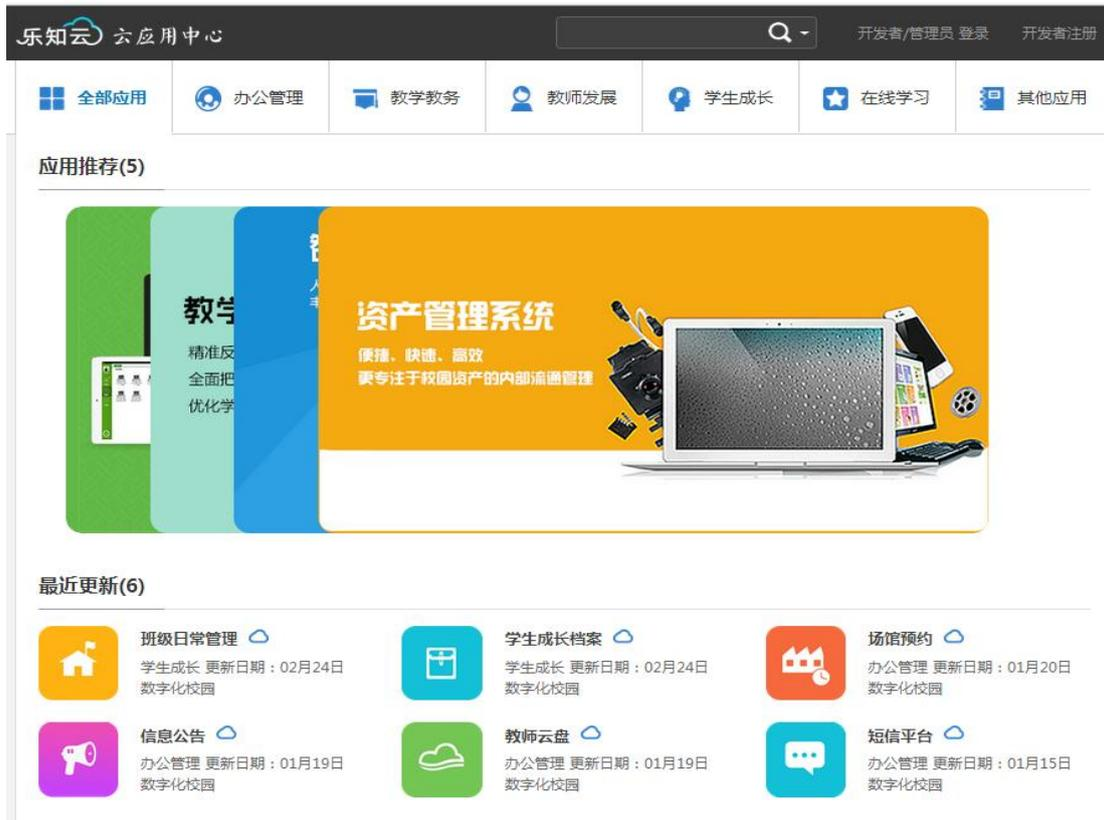 乐知云 云应用中心
开发者/管理员 登录 开发者注册
全部应用 办公管理 教学教务 教师发展 学生成长 在线学习 其他应用
应用推荐(5)
教学
精准反
全面把
优化学
资产管理系统
便捷、快速、高效
更专注于校园资产的内部流通管理
最近更新(6)
班级日常管理
学生成长 更新日期：02月24日
数字化校园
学生成长档案
学生成长 更新日期：02月24日
数字化校园
场馆预约
办公管理 更新日期：01月20日
数字化校园
信息公告
办公管理 更新日期：01月19日
数字化校园
教师云盘
办公管理 更新日期：01月19日
数字化校园
短信平台
办公管理 更新日期：01月15日
数字化校园